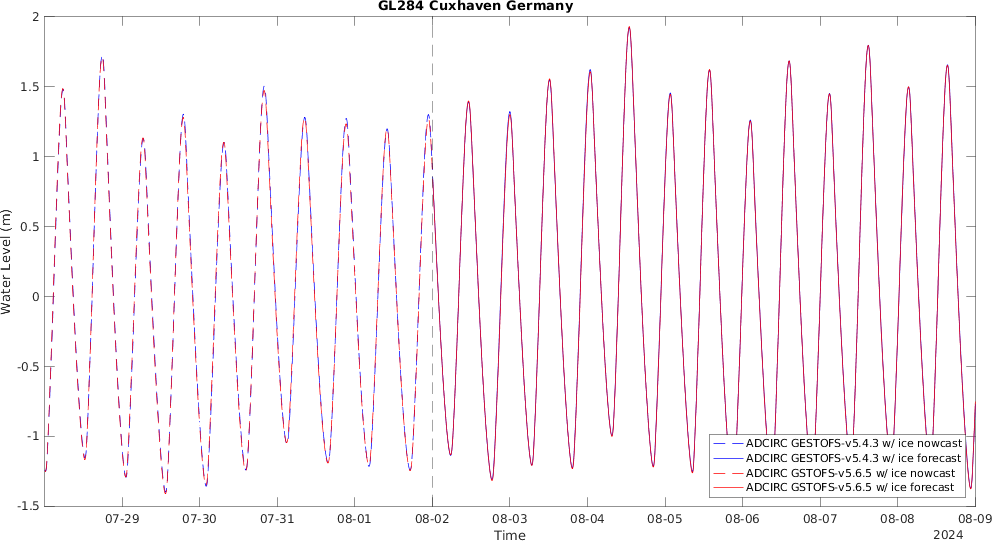 GL284 Cuxhaven Germany
2
1.5
1
0.5
0
-0.5
-1
-1.5
Water Level (m)
07-29 07-30 07-31 08-01 08-02 08-03 08-04 08-05 08-06 08-07 08-08 08-09
Time
2024
ADCIRC GESTOFS-v5.4.3 w/ ice nowcast
ADCIRC GESTOFS-v5.4.3 w/ ice forecast
ADCIRC GSTOFS-v5.6.5 w/ ice nowcast
ADCIRC GSTOFS-v5.6.5 w/ ice forecast